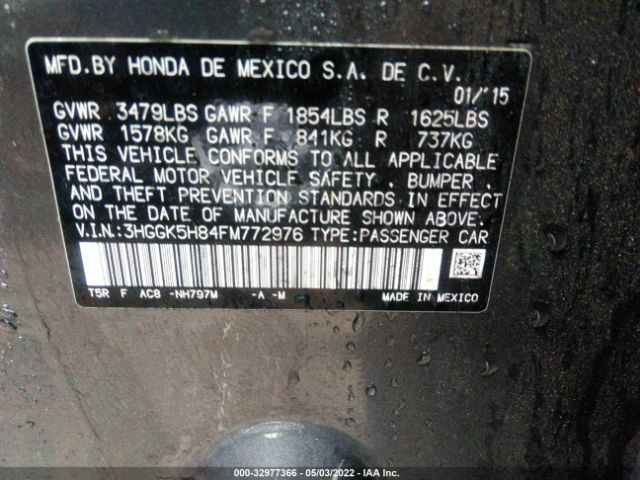 MFD.BY HONDA DE MEXICO S.A. DE C.V.
01/'15
GVWR 3479LBS GAWR F 1854LBS R 1625LBS
GVWR 1578KG GAWR F 841KG R 737KG
THIS VEHICLE CONFORMS TO ALL APPLICABLE
FEDERAL MOTOR VEHICLE SAFETY , BUMPER ,
AND THEFT PREVENTION STANDARDS IN EFFECT
ON THE DATE OF MANUFACTURE SHOWN ABOVE.
V.I.N.:3HGGK5H84FM772976 TYPE:PASSENGER CAR
T5R F AC8 -NH797M -A -M MADE IN MEXICO
000-32977366 - 05/03/2022 - IAA Inc.